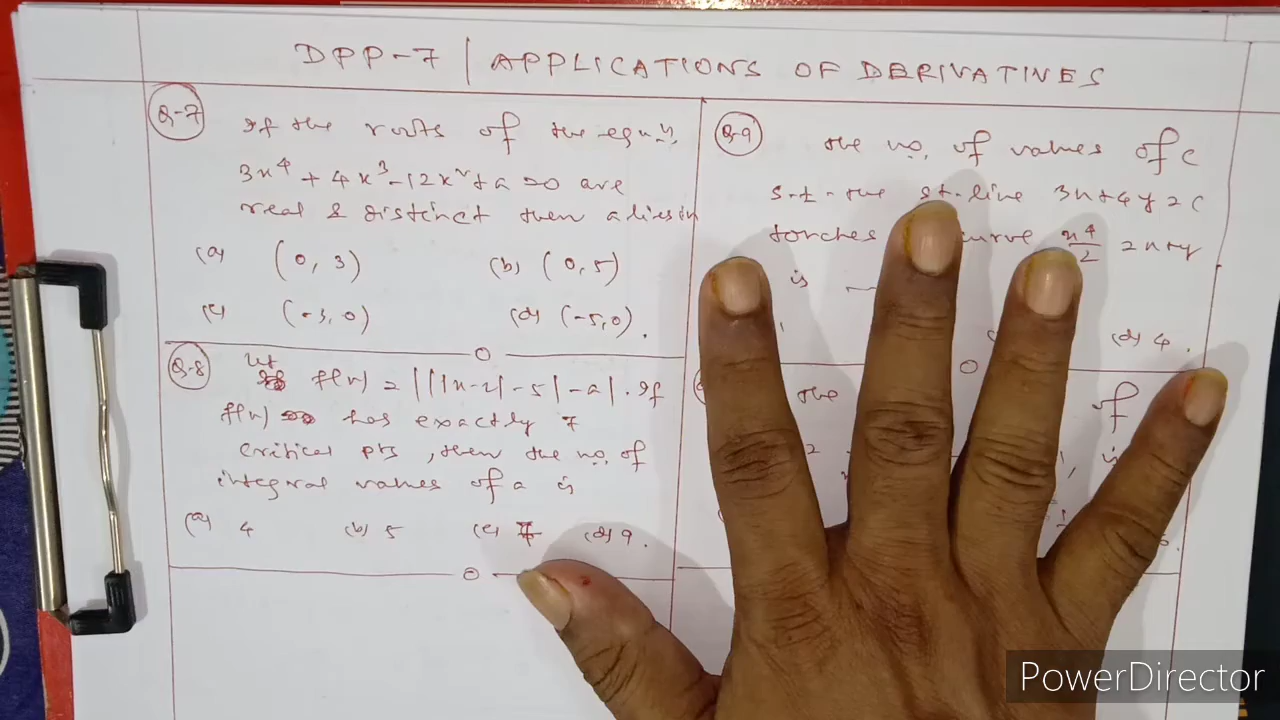 DPP-7 | APPLICATIONS OF DERIVATINES
Q-7
If the roots of the equn
3x⁴ + 4x³ - 12x² + a = 0 are
real & distinct then a lies in
(a) (0, 3) (b) (0, 5)
(c) (-3, 0) (d) (-5, 0).
Q-8
Let f(x) = |||x-2| - 5| - a|. If
f(x) has exactly 7
critical pts, then the no. of
integral values of a is
(a) 4 (b) 5 (c) 7 (d) 9.
Q-9
The no. of values of c
s.t. the st. line 3x + 4y = c
touches curve x⁴/2 = x + y
is
(d) 4.
the of
PowerDirector